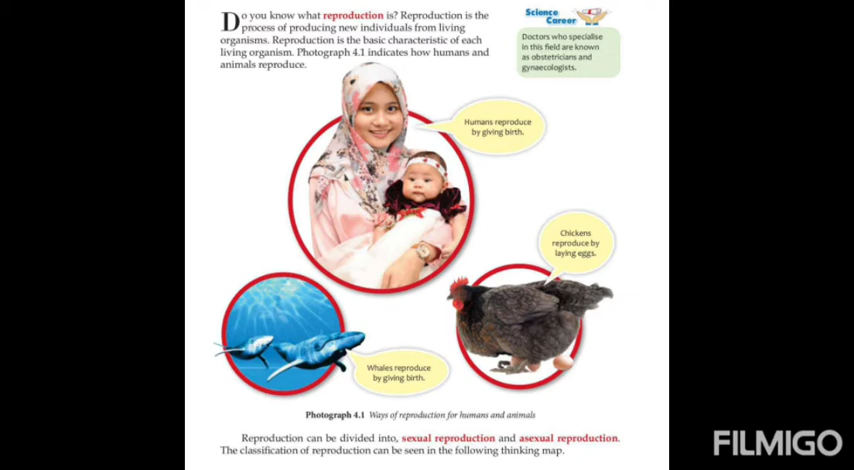 Do you know what reproduction is? Reproduction is the
process of producing new individuals from living
organisms. Reproduction is the basic characteristic of each
living organism. Photograph 4.1 indicates how humans and
animals reproduce.
Science
Career
Doctors who specialise
in this field are known
as obstetricians and
gynaecologists.
Humans reproduce
by giving birth.
Chickens
reproduce by
laying eggs.
Whales reproduce
by giving birth.
Photograph 4.1 Ways of reproduction for humans and animals
Reproduction can be divided into, sexual reproduction and asexual reproduction.
The classification of reproduction can be seen in the following thinking map.
FILMIGO